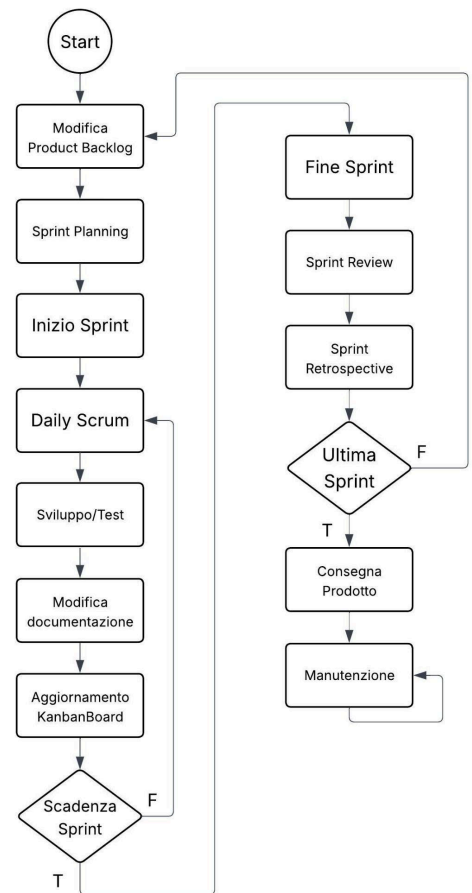 Start
Modifica
Product Backlog
Sprint Planning
Inizio Sprint
Daily Scrum
Sviluppo/Test
Modifica
documentazione
Aggiornamento
KanbanBoard
Scadenza
Sprint
F
T
Fine Sprint
Sprint Review
Sprint
Retrospective
Ultima
Sprint
F
T
Consegna
Prodotto
Manutenzione